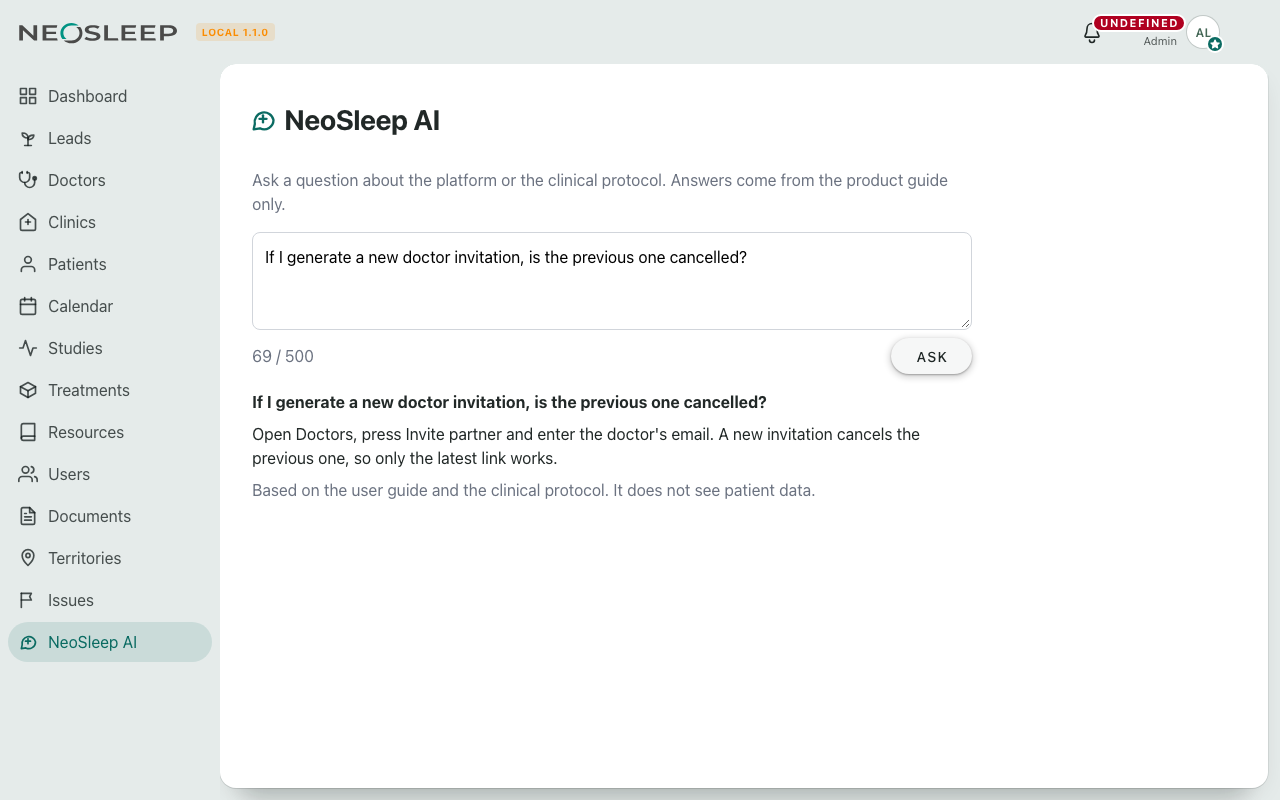 NEOSLEEP
LOCAL 1.1.0
UNDEFINED
Admin
AL
Dashboard
Leads
Doctors
Clinics
Patients
Calendar
Studies
Treatments
Resources
Users
Documents
Territories
Issues
NeoSleep AI
NeoSleep AI
Ask a question about the platform or the clinical protocol. Answers come from the product guide
only.
If I generate a new doctor invitation, is the previous one cancelled?
69 / 500
ASK
If I generate a new doctor invitation, is the previous one cancelled?
Open Doctors, press Invite partner and enter the doctor's email. A new invitation cancels the
previous one, so only the latest link works.
Based on the user guide and the clinical protocol. It does not see patient data.